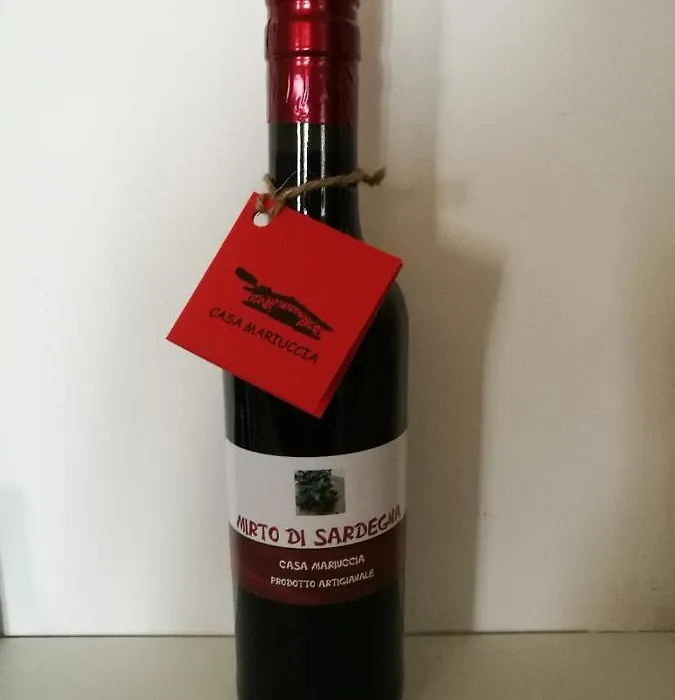 CASA MARIUCCIA
MIRTO DI SARDEGNA
CASA MARIUCCIA
PRODOTTO ARTIGIANALE